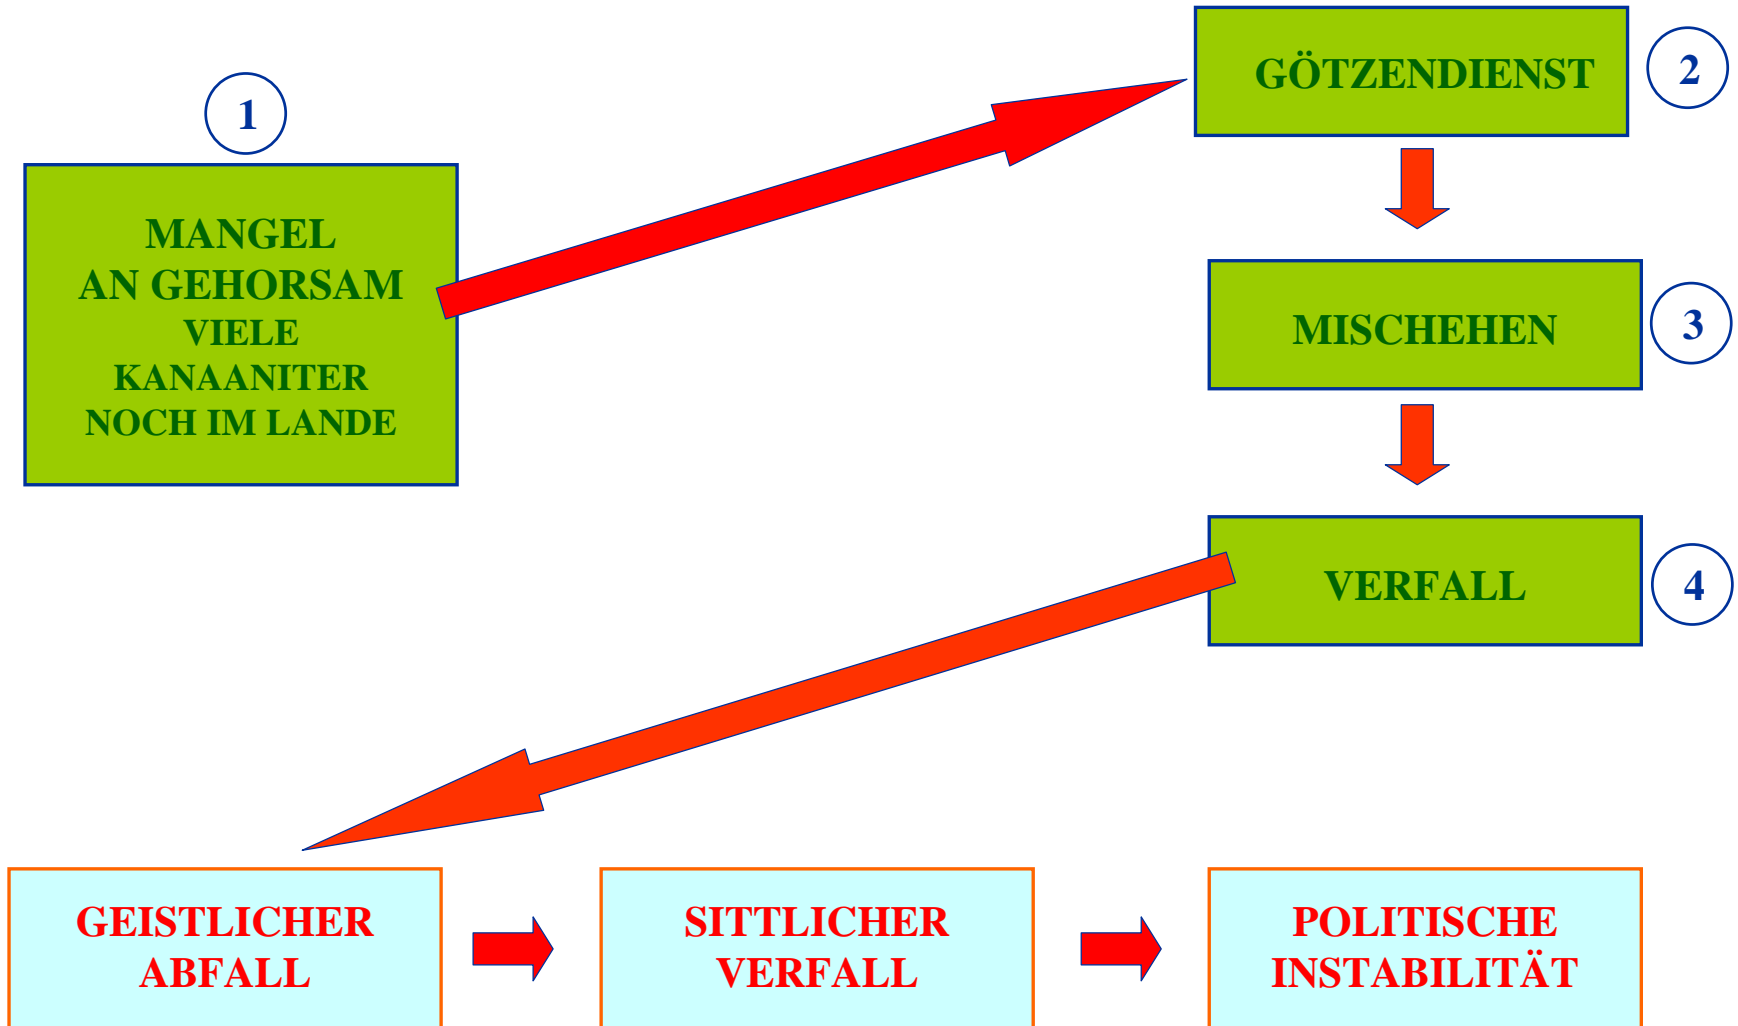 1
MANGEL
AN GEHORSAM
VIELE
KANAANITER
NOCH IM LANDE
GÖTZENDIENST
2
MISCHEHEN
3
VERFALL
4
GEISTLICHER
ABFALL
SITTLICHER
VERFALL
POLITISCHE
INSTABILITÄT